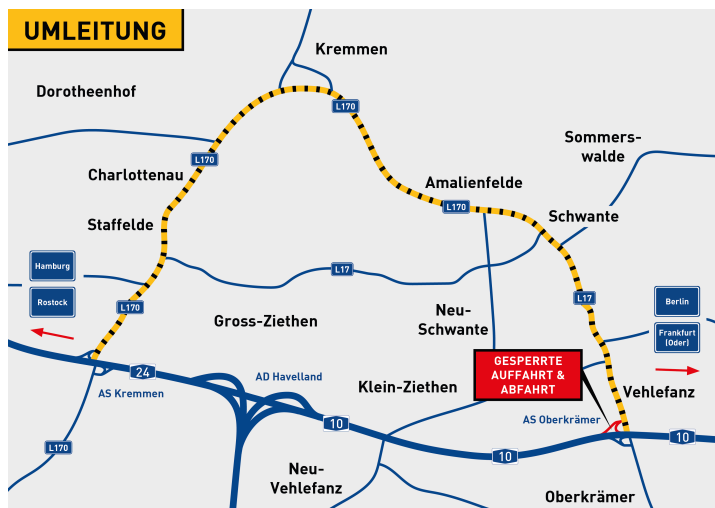 UMLEITUNG
Kremmen
Dorotheenhof
L170
Sommers-
walde
L170
Charlottenau
Amalienfelde
L170
Schwante
Staffelde
Hamburg
L17
Rostock
L170
L17
Berlin
Gross-Ziethen
Neu-
Schwante
Frankfurt
(Oder)
GESPERRTE
AUFFAHRT &
ABFAHRT
24
AD Havelland
AS Kremmen
Klein-Ziethen
Vehlefanz
10
AS Oberkrämer
10
L170
10
Neu-
Vehlefanz
Oberkrämer